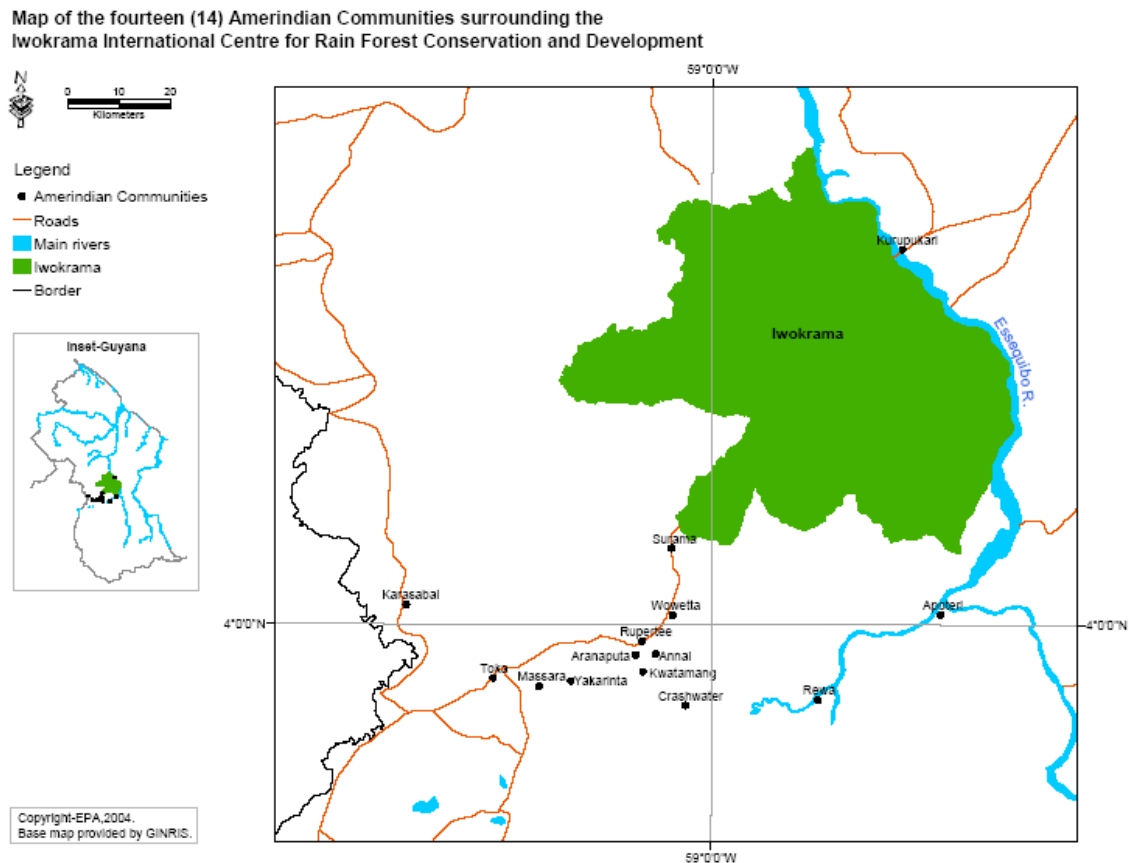 Map of the fourteen (14) Amerindian Communities surrounding the
Iwokrama International Centre for Rain Forest Conservation and Development
N
0 10 20
Kilometers
Legend
Amerindian Communities
Roads
Main rivers
Iwokrama
Border
Inset-Guyana
59°0'0"W
Kurupukari
Iwokrama
Essequibo R.
Surama
Karasabai
Wowetta
Apoteri
4°0'0"N
4°0'0"N
Rupertee
Aranaputa
Annai
Toka
Massara
Yakarinta
Kwatamang
Crashwater
Rewa
59°0'0"W
Copyright-EPA,2004.
Base map provided by GINRIS.